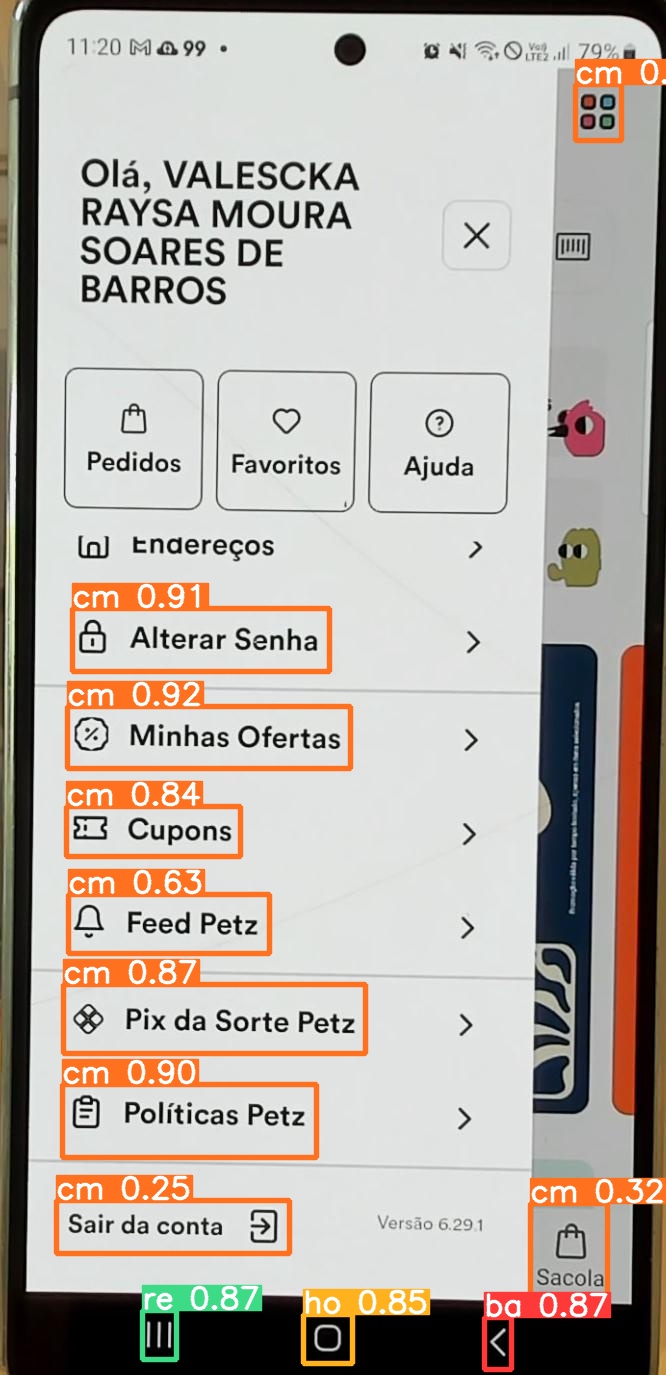 11:20 M 99 •
Vo)) LTE2 79%
cm 0.
Olá, VALESCKA
RAYSA MOURA
SOARES DE
BARROS
Pedidos
Favoritos
Ajuda
Endereços
cm 0.91
Alterar Senha
cm 0.92
Minhas Ofertas
cm 0.84
Cupons
cm 0.63
Feed Petz
cm 0.87
Pix da Sorte Petz
cm 0.90
Políticas Petz
cm 0.25
Sair da conta
Versão 6.29.1
cm 0.32
Sacola
re 0.87
ho 0.85
ba 0.87